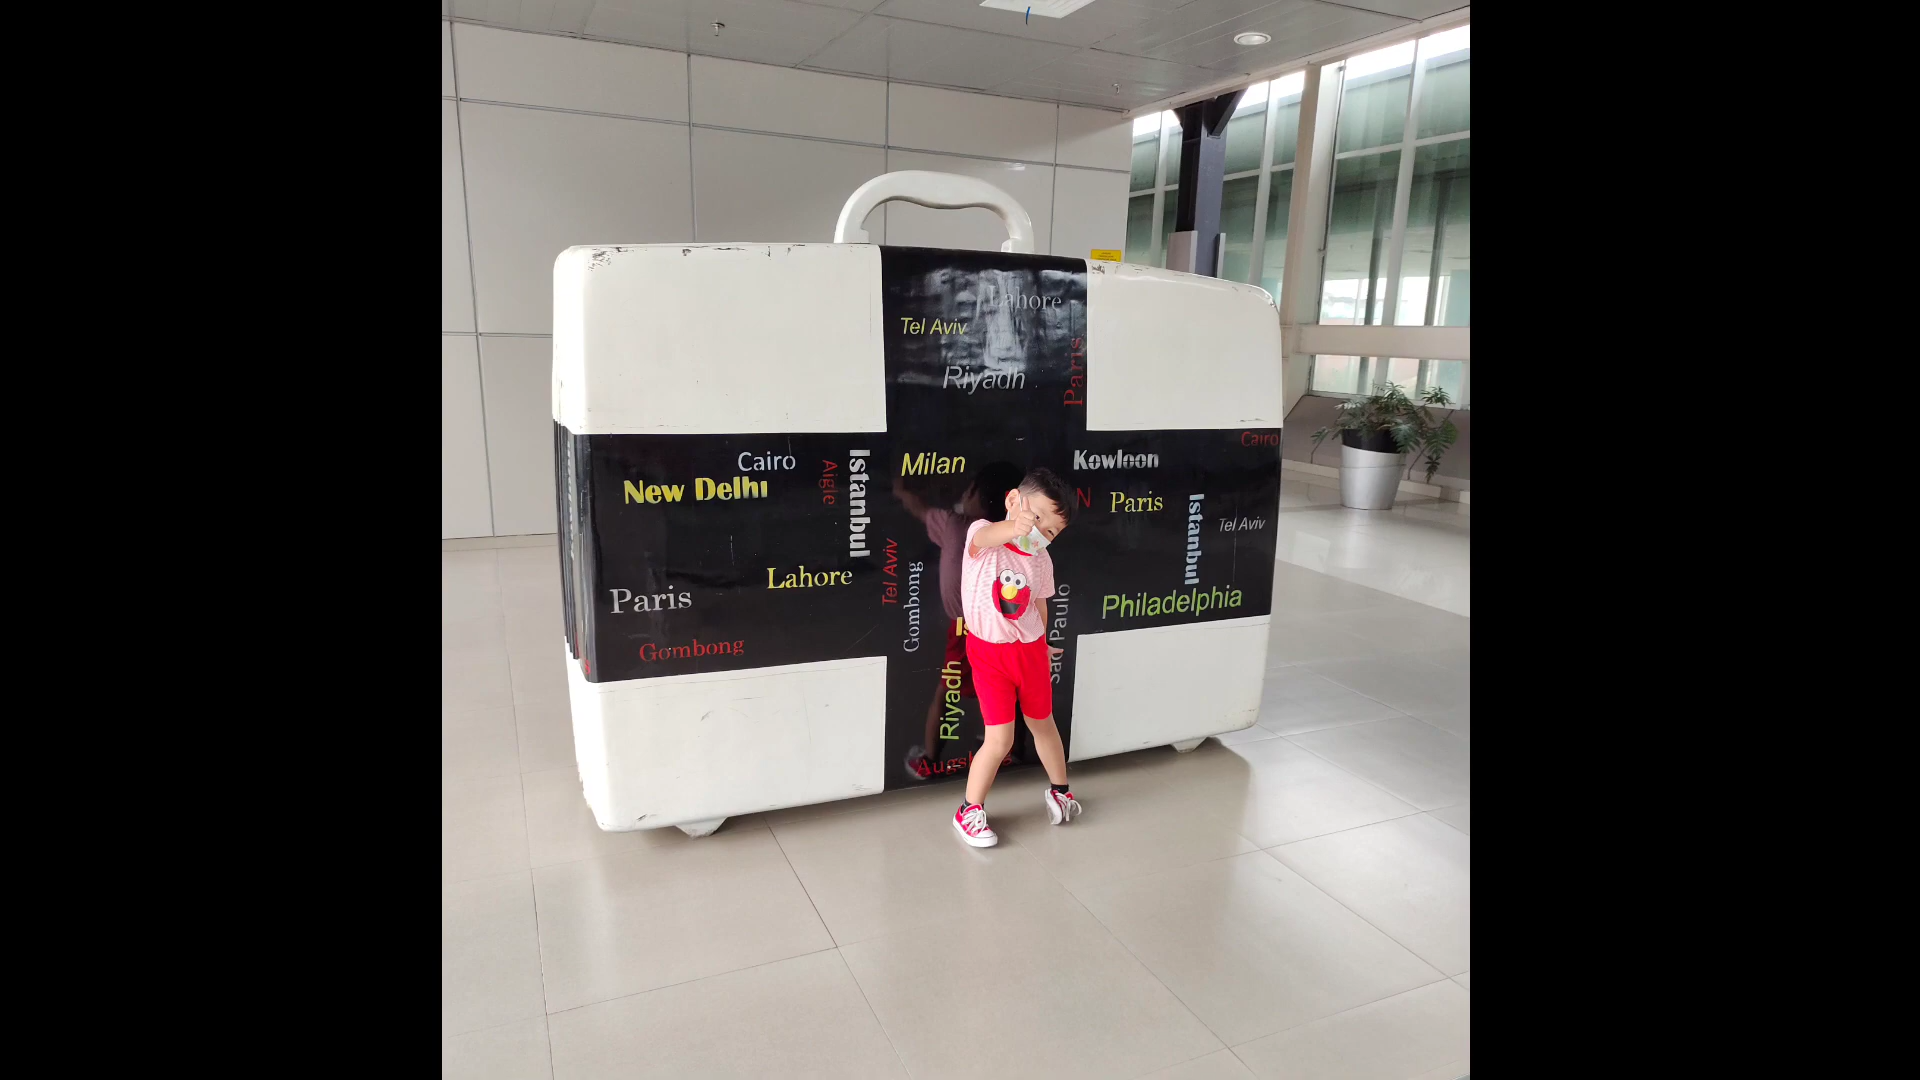 Lahore
Tel Aviv
Riyadh
Paris
Cairo
New Delhi
Aigle
Istanbul
Lahore
Paris
Gombong
Milan
Tel Aviv
Gombong
Riyadh
Sao Paulo
Kowloon
Cairo
N
Paris
Istanbul
Tel Aviv
Philadelphia